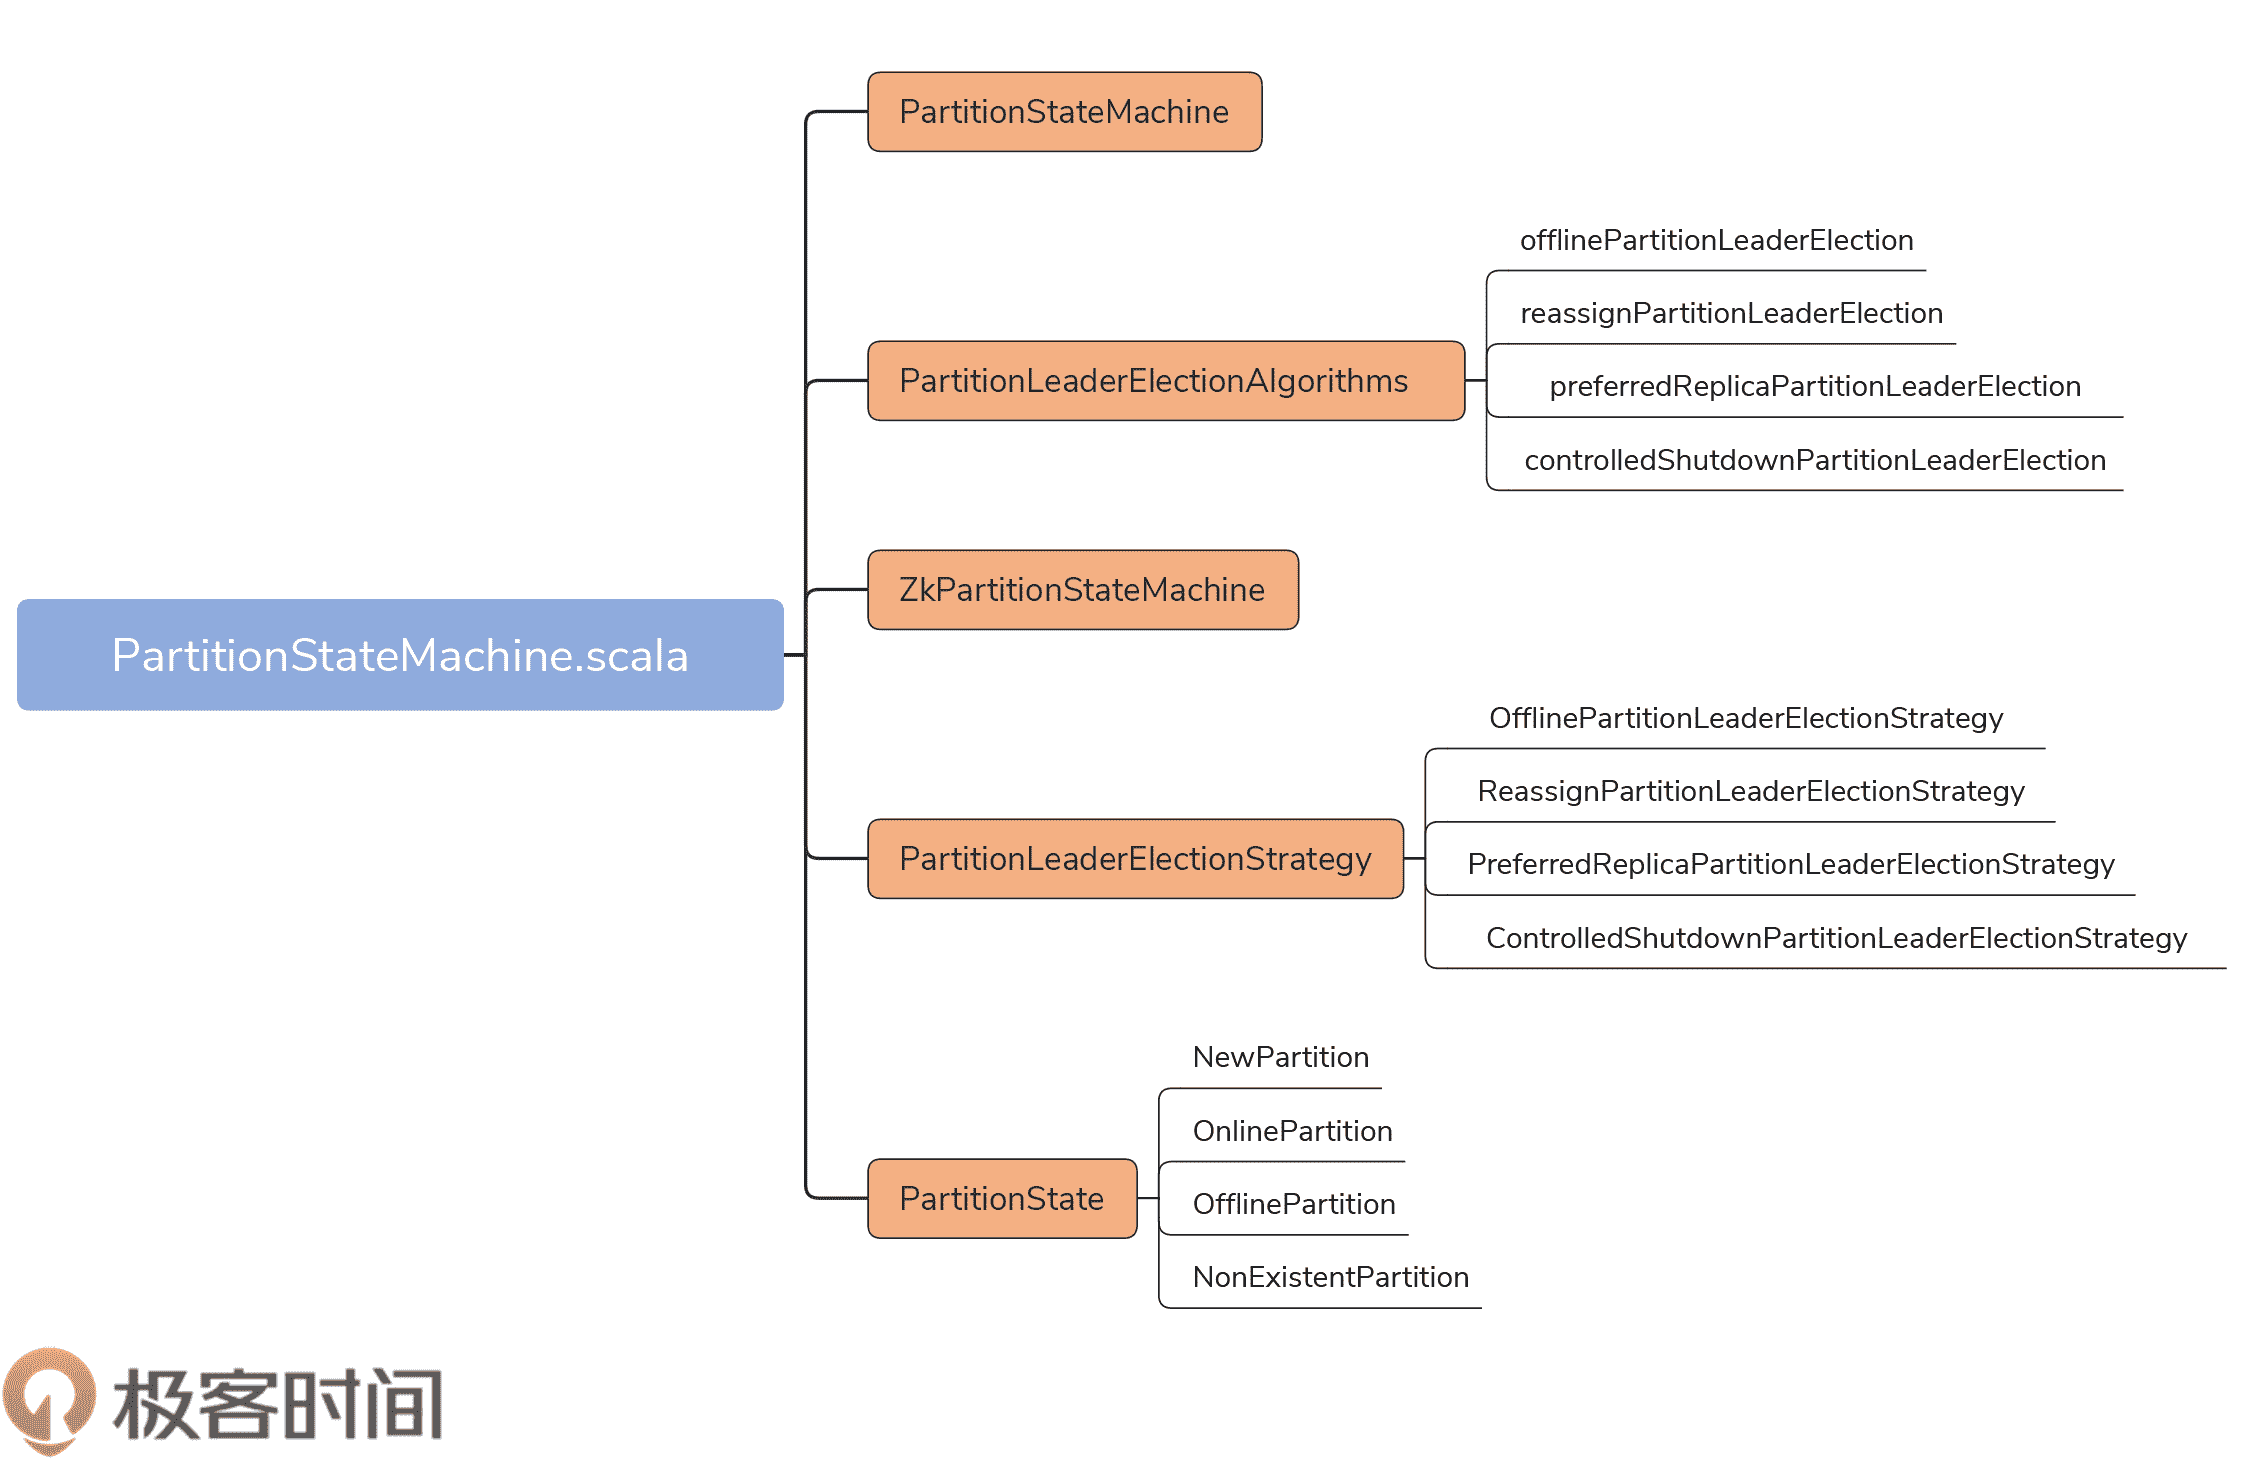 PartitionStateMachine.scala
PartitionStateMachine
PartitionLeaderElectionAlgorithms
offlinePartitionLeaderElection
reassignPartitionLeaderElection
preferredReplicaPartitionLeaderElection
controlledShutdownPartitionLeaderElection
ZkPartitionStateMachine
PartitionLeaderElectionStrategy
OfflinePartitionLeaderElectionStrategy
ReassignPartitionLeaderElectionStrategy
PreferredReplicaPartitionLeaderElectionStrategy
ControlledShutdownPartitionLeaderElectionStrategy
PartitionState
NewPartition
OnlinePartition
OfflinePartition
NonExistentPartition
极客时间